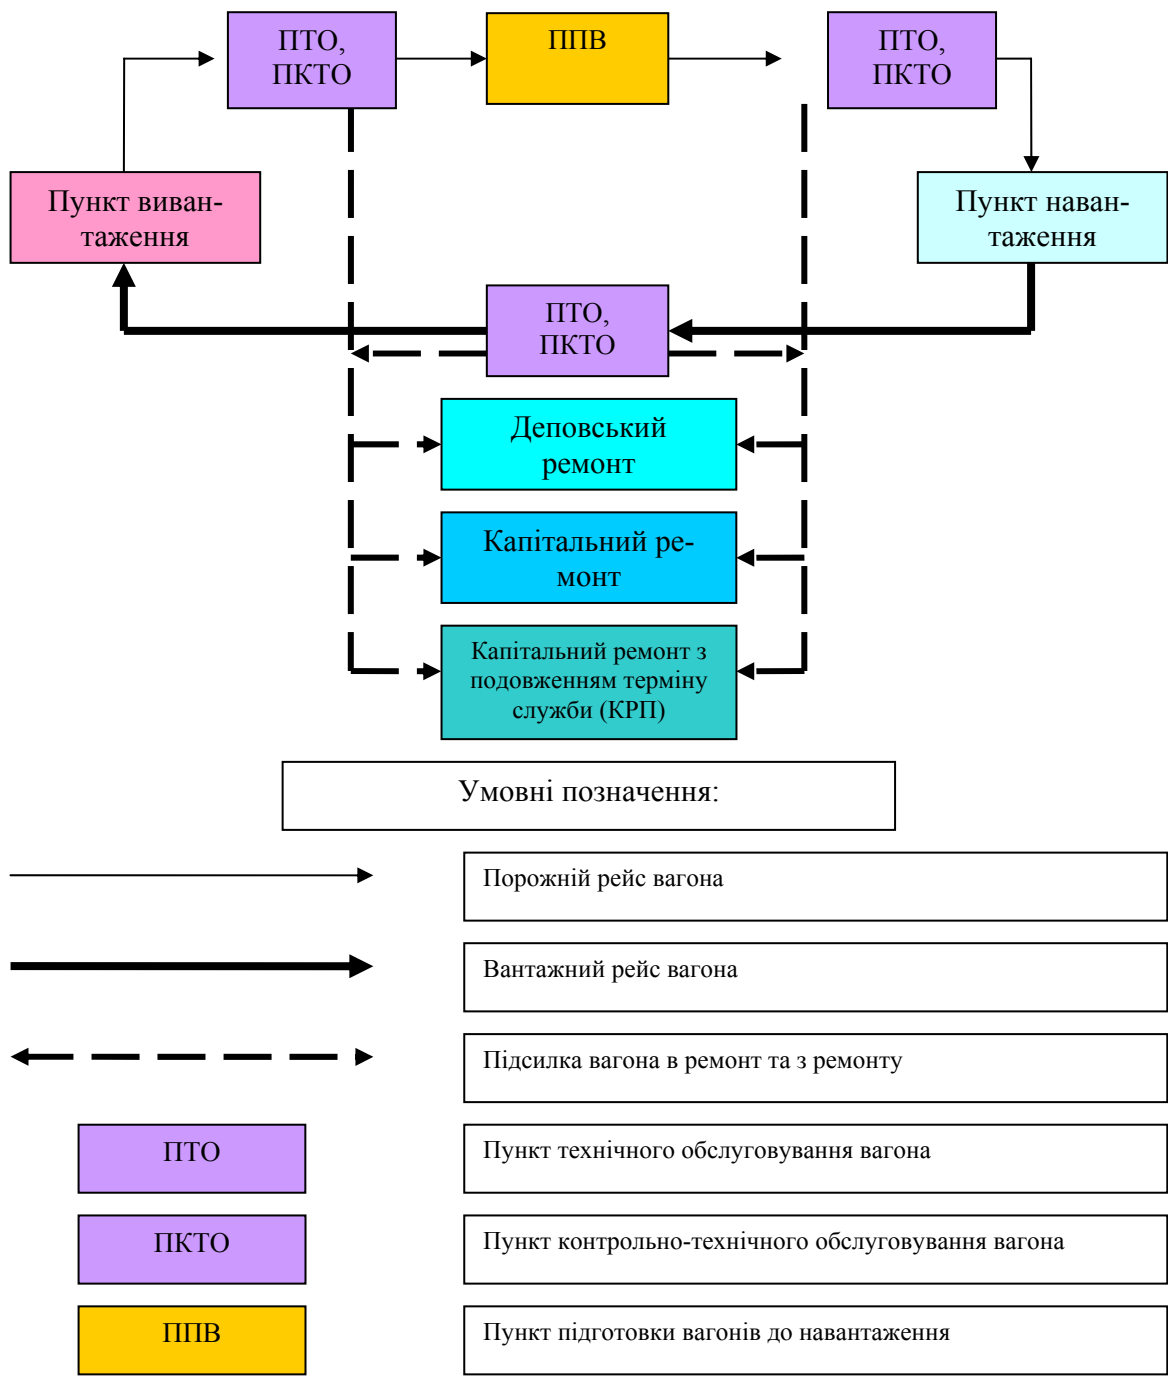 ПТО,
ПКТО
ППВ
ПТО,
ПКТО
Пункт виван-
таження
Пункт наван-
таження
ПТО,
ПКТО
Деповський
ремонт
Капітальний ре-
монт
Капітальний ремонт з
подовженням терміну
служби (КРП)
Умовні позначення:
Порожній рейс вагона
Вантажний рейс вагона
Підсилка вагона в ремонт та з ремонту
ПТО
Пункт технічного обслуговування вагона
ПКТО
Пункт контрольно-технічного обслуговування вагона
ППВ
Пункт підготовки вагонів до навантаження